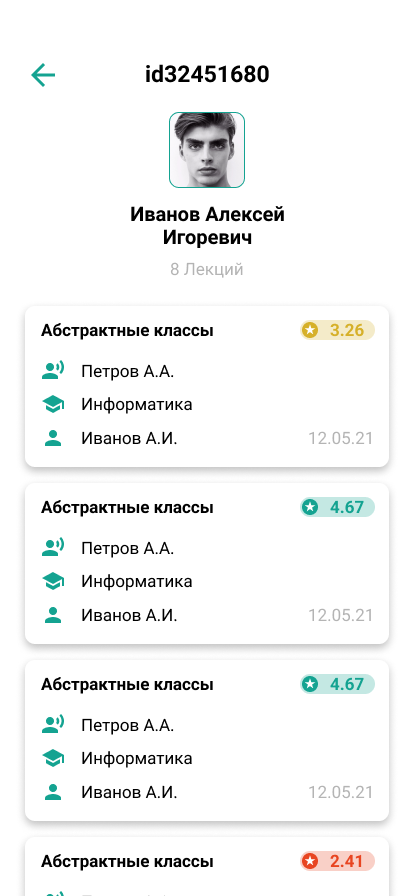 id32451680
Иванов Алексей
Игоревич
8 Лекций
Абстрактные классы 3.26
Петров А.А.
Информатика
Иванов А.И. 12.05.21
Абстрактные классы 4.67
Петров А.А.
Информатика
Иванов А.И. 12.05.21
Абстрактные классы 4.67
Петров А.А.
Информатика
Иванов А.И. 12.05.21
Абстрактные классы 2.41